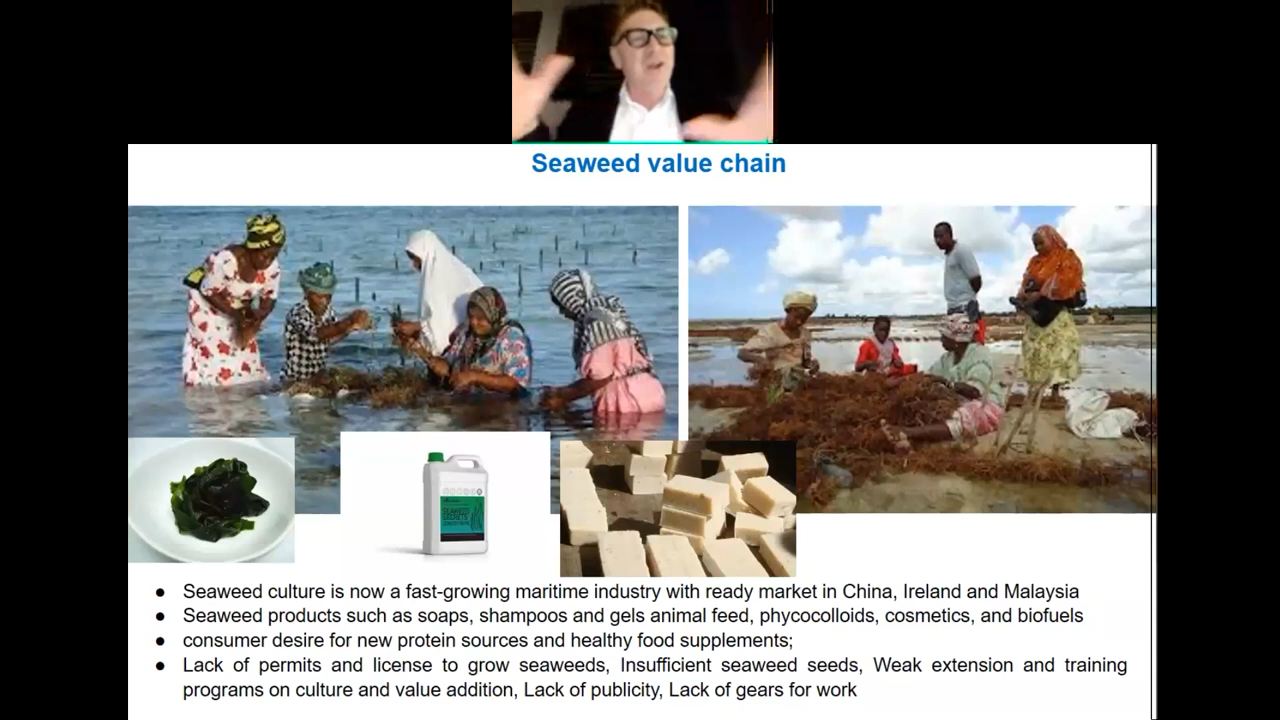 Seaweed value chain
SEAWEED
SECRETS
● Seaweed culture is now a fast-growing maritime industry with ready market in China, Ireland and Malaysia
● Seaweed products such as soaps, shampoos and gels animal feed, phycocolloids, cosmetics, and biofuels
● consumer desire for new protein sources and healthy food supplements;
● Lack of permits and license to grow seaweeds, Insufficient seaweed seeds, Weak extension and training
programs on culture and value addition, Lack of publicity, Lack of gears for work